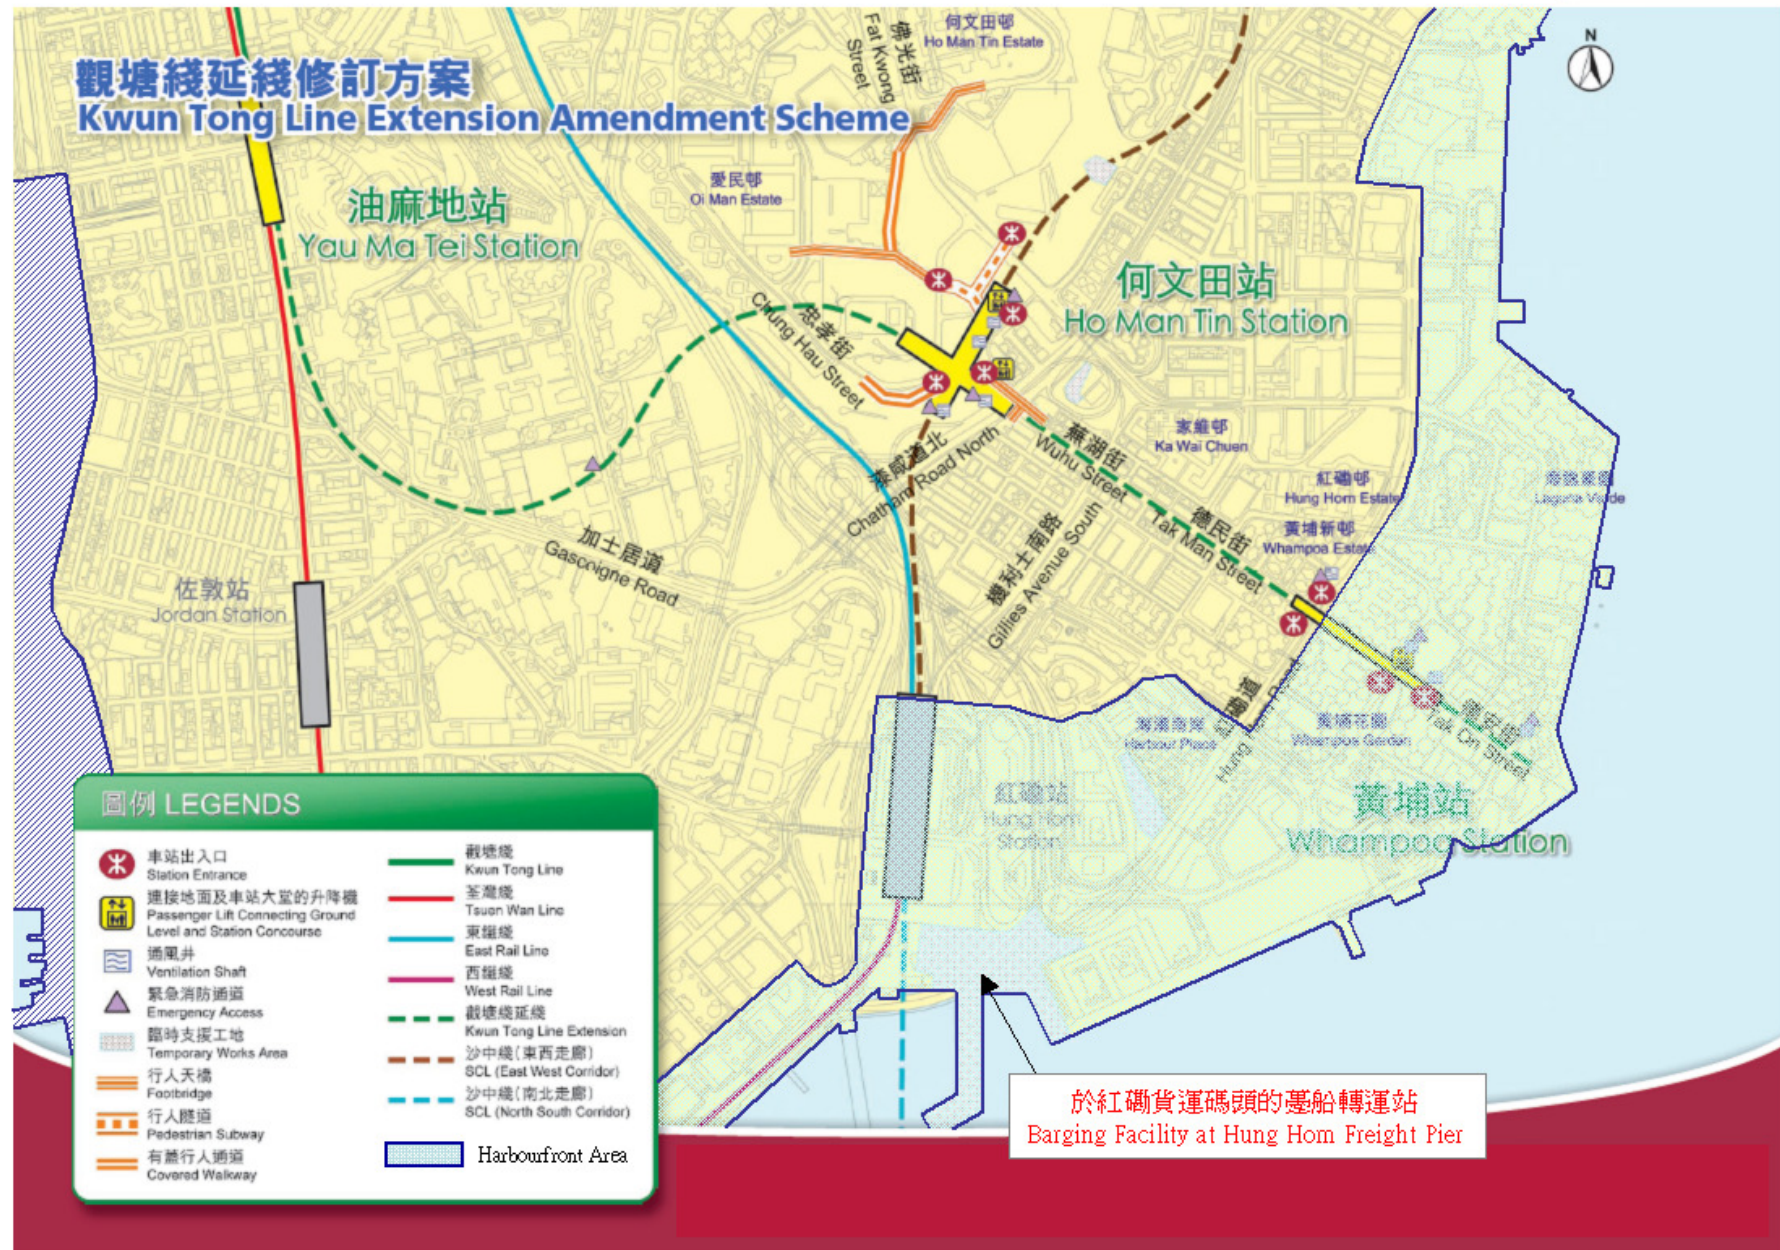 觀塘綫延綫修訂方案
Kwun Tong Line Extension Amendment Scheme
N
佛光街
Fat Kwong
Street
何文田邨
Ho Man Tin Estate
愛民邨
Oi Man Estate
油麻地站
Yau Ma Tei Station
何文田站
Ho Man Tin Station
忠孝街
Chung Hau Street
漆咸道北
Chatham Road North
蕪湖街
Wuhu Street
家維邨
Ka Wai Chuen
紅磡邨
Hung Hom Estate
黃埔新邨
Whampoa Estate
海逸豪園
Laguna Verde
德民街
Tak Man Street
機利士南路
Gillies Avenue South
加士居道
Gascoigne Road
佐敦站
Jordan Station
紅磡道
Hung Hom Road
海濱南岸
Harbour Place
黃埔花園
Whampoa Garden
德安街
Tak On Street
紅磡站
Hung Hom
Station
黃埔站
Whampoa Station
圖例 LEGENDS
車站出入口
Station Entrance
連接地面及車站大堂的升降機
Passenger Lift Connecting Ground
Level and Station Concourse
通風井
Ventilation Shaft
緊急消防通道
Emergency Access
臨時支援工地
Temporary Works Area
行人天橋
Footbridge
行人隧道
Pedestrian Subway
有蓋行人通道
Covered Walkway
觀塘綫
Kwun Tong Line
荃灣綫
Tsuen Wan Line
東鐵綫
East Rail Line
西鐵綫
West Rail Line
觀塘綫延綫
Kwun Tong Line Extension
沙中綫(東西走廊)
SCL (East West Corridor)
沙中綫(南北走廊)
SCL (North South Corridor)
Harbourfront Area
於紅磡貨運碼頭的躉船轉運站
Barging Facility at Hung Hom Freight Pier